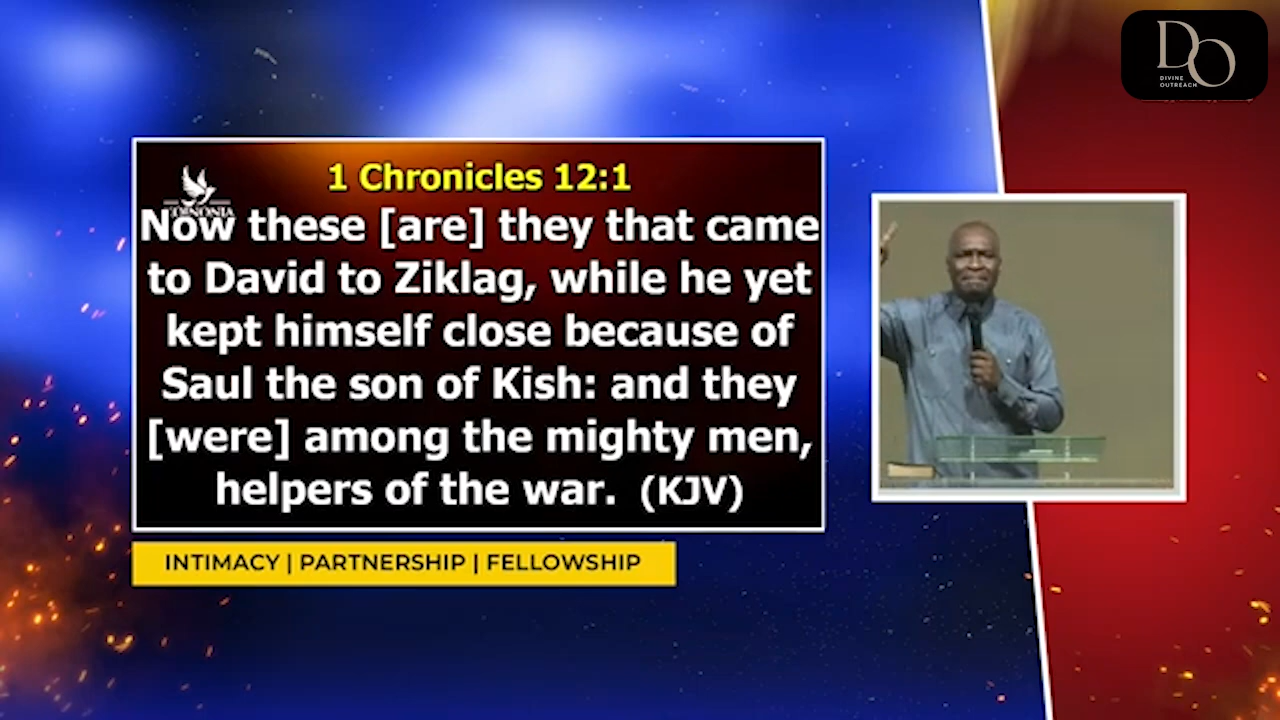 DO
DIVINE
OUTREACH
1 Chronicles 12:1
Now these [are] they that came
to David to Ziklag, while he yet
kept himself close because of
Saul the son of Kish: and they
[were] among the mighty men,
helpers of the war. (KJV)
INTIMACY | PARTNERSHIP | FELLOWSHIP